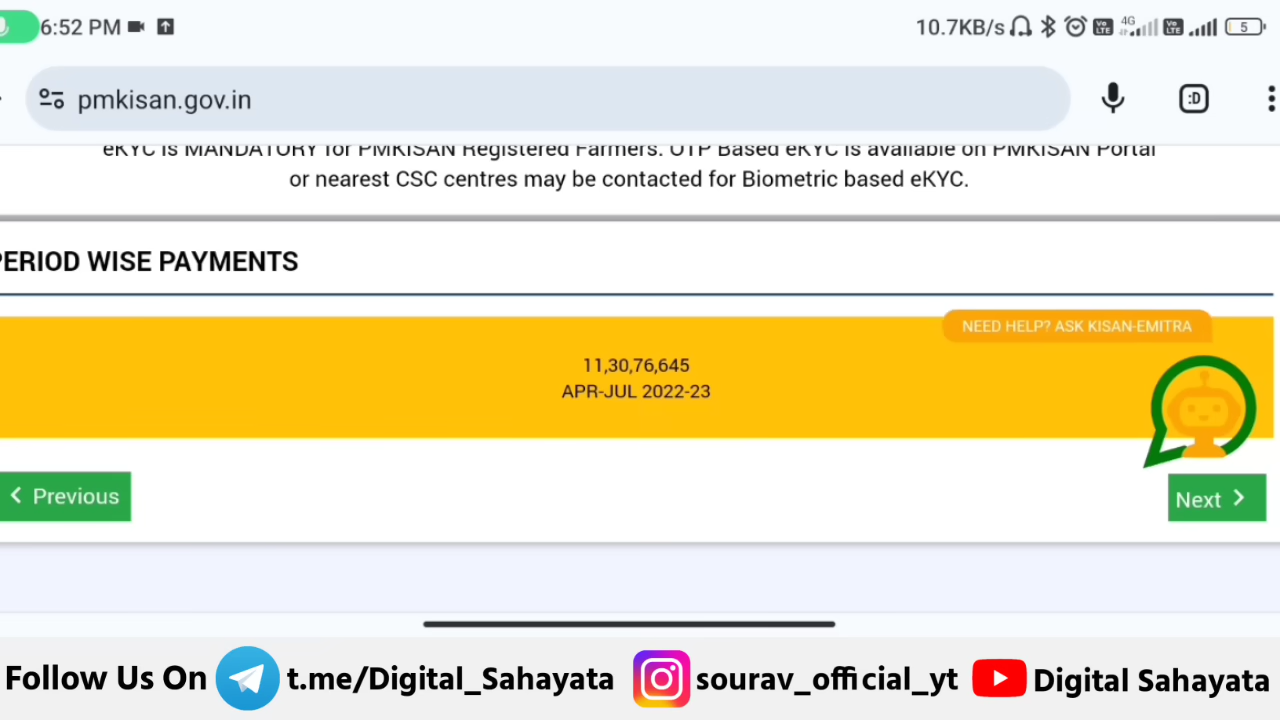 6:52 PM 10.7KB/s 4G 5
pmkisan.gov.in :D
eKYC is MANDATORY for PMKISAN Registered Farmers. OTP Based eKYC is available on PMKISAN Portal
or nearest CSC centres may be contacted for Biometric based eKYC.
PERIOD WISE PAYMENTS
NEED HELP? ASK KISAN-EMITRA
11,30,76,645
APR-JUL 2022-23
Previous
Next
Follow Us On t.me/Digital_Sahayata sourav_official_yt Digital Sahayata